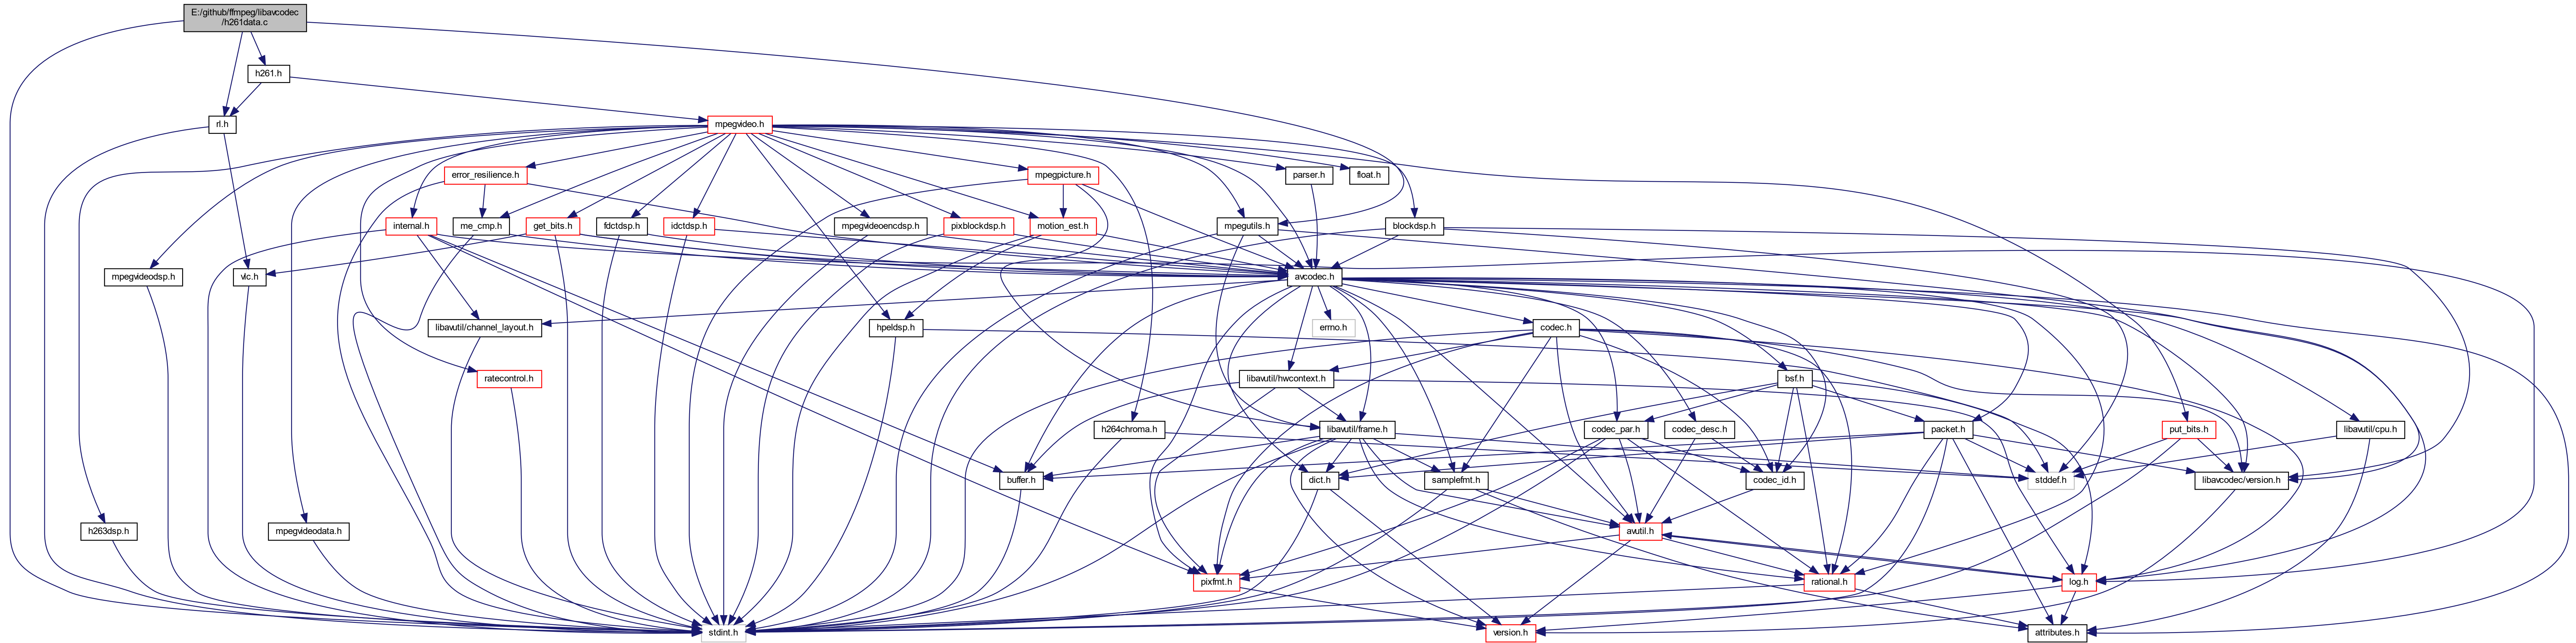 E:/github/ffmpeg/libavcodec
/h261data.c
h261.h
rl.h
mpegvideo.h
error_resilience.h
mpegpicture.h
parser.h
float.h
internal.h
me_cmp.h
get_bits.h
fdctdsp.h
idctdsp.h
mpegvideoencdsp.h
pixblockdsp.h
motion_est.h
mpegutils.h
blockdsp.h
mpegvideodsp.h
vlc.h
avcodec.h
libavutil/channel_layout.h
hpeldsp.h
errno.h
codec.h
ratecontrol.h
libavutil/hwcontext.h
bsf.h
h264chroma.h
libavutil/frame.h
codec_par.h
codec_desc.h
packet.h
put_bits.h
libavutil/cpu.h
buffer.h
dict.h
samplefmt.h
codec_id.h
stddef.h
libavcodec/version.h
h263dsp.h
mpegvideodata.h
avutil.h
pixfmt.h
rational.h
log.h
stdint.h
version.h
attributes.h